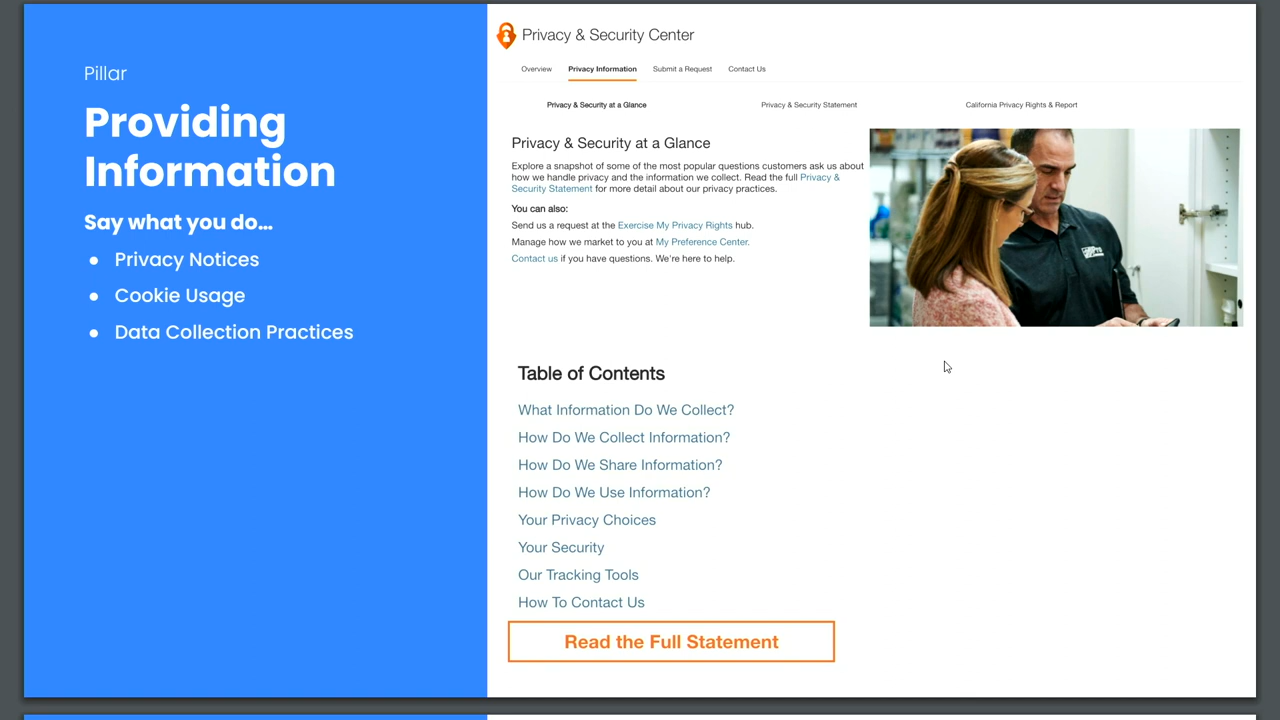 Pillar
Providing
Information
Say what you do...
● Privacy Notices
● Cookie Usage
● Data Collection Practices
Privacy & Security Center
Overview Privacy Information Submit a Request Contact Us
Privacy & Security at a Glance Privacy & Security Statement California Privacy Rights & Report
Privacy & Security at a Glance
Explore a snapshot of some of the most popular questions customers ask us about
how we handle privacy and the information we collect. Read the full Privacy &
Security Statement for more detail about our privacy practices.
You can also:
Send us a request at the Exercise My Privacy Rights hub.
Manage how we market to you at My Preference Center.
Contact us if you have questions. We're here to help.
Table of Contents
What Information Do We Collect?
How Do We Collect Information?
How Do We Share Information?
How Do We Use Information?
Your Privacy Choices
Your Security
Our Tracking Tools
How To Contact Us
Read the Full Statement